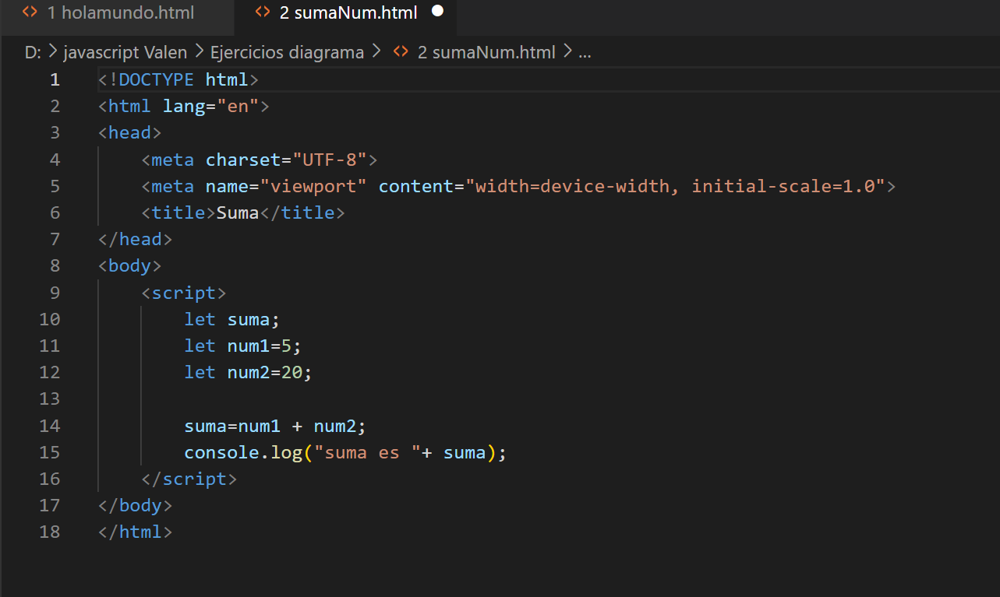 <> 1 holamundo.html <> 2 sumaNum.html ●
D: > javascript Valen > Ejercicios diagrama > <> 2 sumaNum.html > ...
1 <!DOCTYPE html>
2 <html lang="en">
3 <head>
4     <meta charset="UTF-8">
5     <meta name="viewport" content="width=device-width, initial-scale=1.0">
6     <title>Suma</title>
7 </head>
8 <body>
9     <script>
10         let suma;
11         let num1=5;
12         let num2=20;
13
14         suma=num1 + num2;
15         console.log("suma es "+ suma);
16     </script>
17 </body>
18 </html>